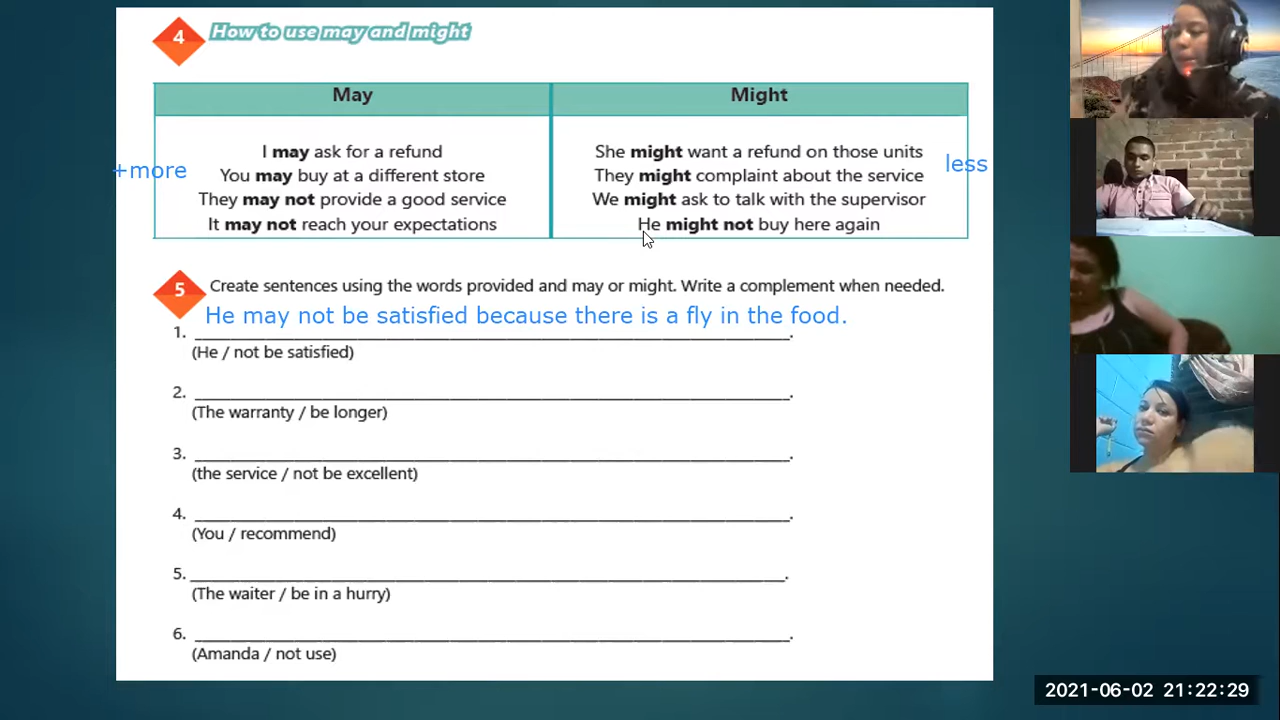 4 How to use may and might
May
Might
I may ask for a refund
You may buy at a different store
They may not provide a good service
It may not reach your expectations
+more
She might want a refund on those units
They might complaint about the service
We might ask to talk with the supervisor
He might not buy here again
less
5 Create sentences using the words provided and may or might. Write a complement when needed.
He may not be satisfied because there is a fly in the food.
1. ______________________________.
(He / not be satisfied)
2. ______________________________.
(The warranty / be longer)
3. ______________________________.
(the service / not be excellent)
4. ______________________________.
(You / recommend)
5. ______________________________.
(The waiter / be in a hurry)
6. ______________________________.
(Amanda / not use)
2021-06-02 21:22:29